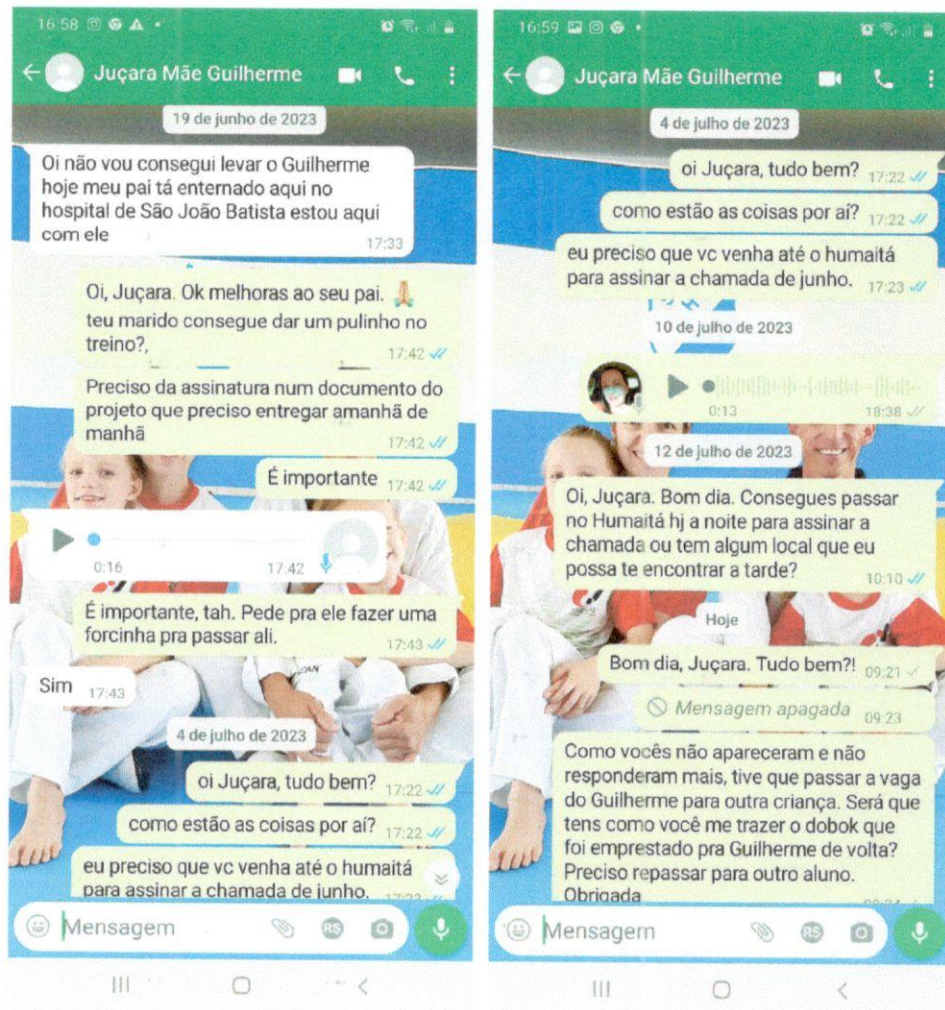 16:58
Juçara Mãe Guilherme
19 de junho de 2023
Oi não vou consegui levar o Guilherme
hoje meu pai tá enternado aqui no
hospital de São João Batista estou aqui
com ele
17:33
Oi, Juçara. Ok melhoras ao seu pai. 🙏
teu marido consegue dar um pulinho no
treino?,
17:42
Preciso da assinatura num documento do
projeto que preciso entregar amanhã de
manhã
17:42
É importante 17:42
0:16 17:42
É importante, tah. Pede pra ele fazer uma
forcinha pra passar ali.
17:43
Sim 17:43
4 de julho de 2023
oi Juçara, tudo bem? 17:22
como estão as coisas por aí? 17:22
eu preciso que vc venha até o humaitá
para assinar a chamada de junho.
Mensagem
R$
16:59
Juçara Mãe Guilherme
4 de julho de 2023
oi Juçara, tudo bem? 17:22
como estão as coisas por aí? 17:22
eu preciso que vc venha até o humaitá
para assinar a chamada de junho. 17:23
10 de julho de 2023
0:13 18:38
12 de julho de 2023
Oi, Juçara. Bom dia. Consegues passar
no Humaitá hj a noite para assinar a
chamada ou tem algum local que eu
possa te encontrar a tarde?
10:10
Hoje
Bom dia, Juçara. Tudo bem?! 09:21
Mensagem apagada 09:23
Como vocês não apareceram e não
responderam mais, tive que passar a vaga
do Guilherme para outra criança. Será que
tens como você me trazer o dobok que
foi emprestado pra Guilherme de volta?
Preciso repassar para outro aluno.
Obrigada
Mensagem
R$